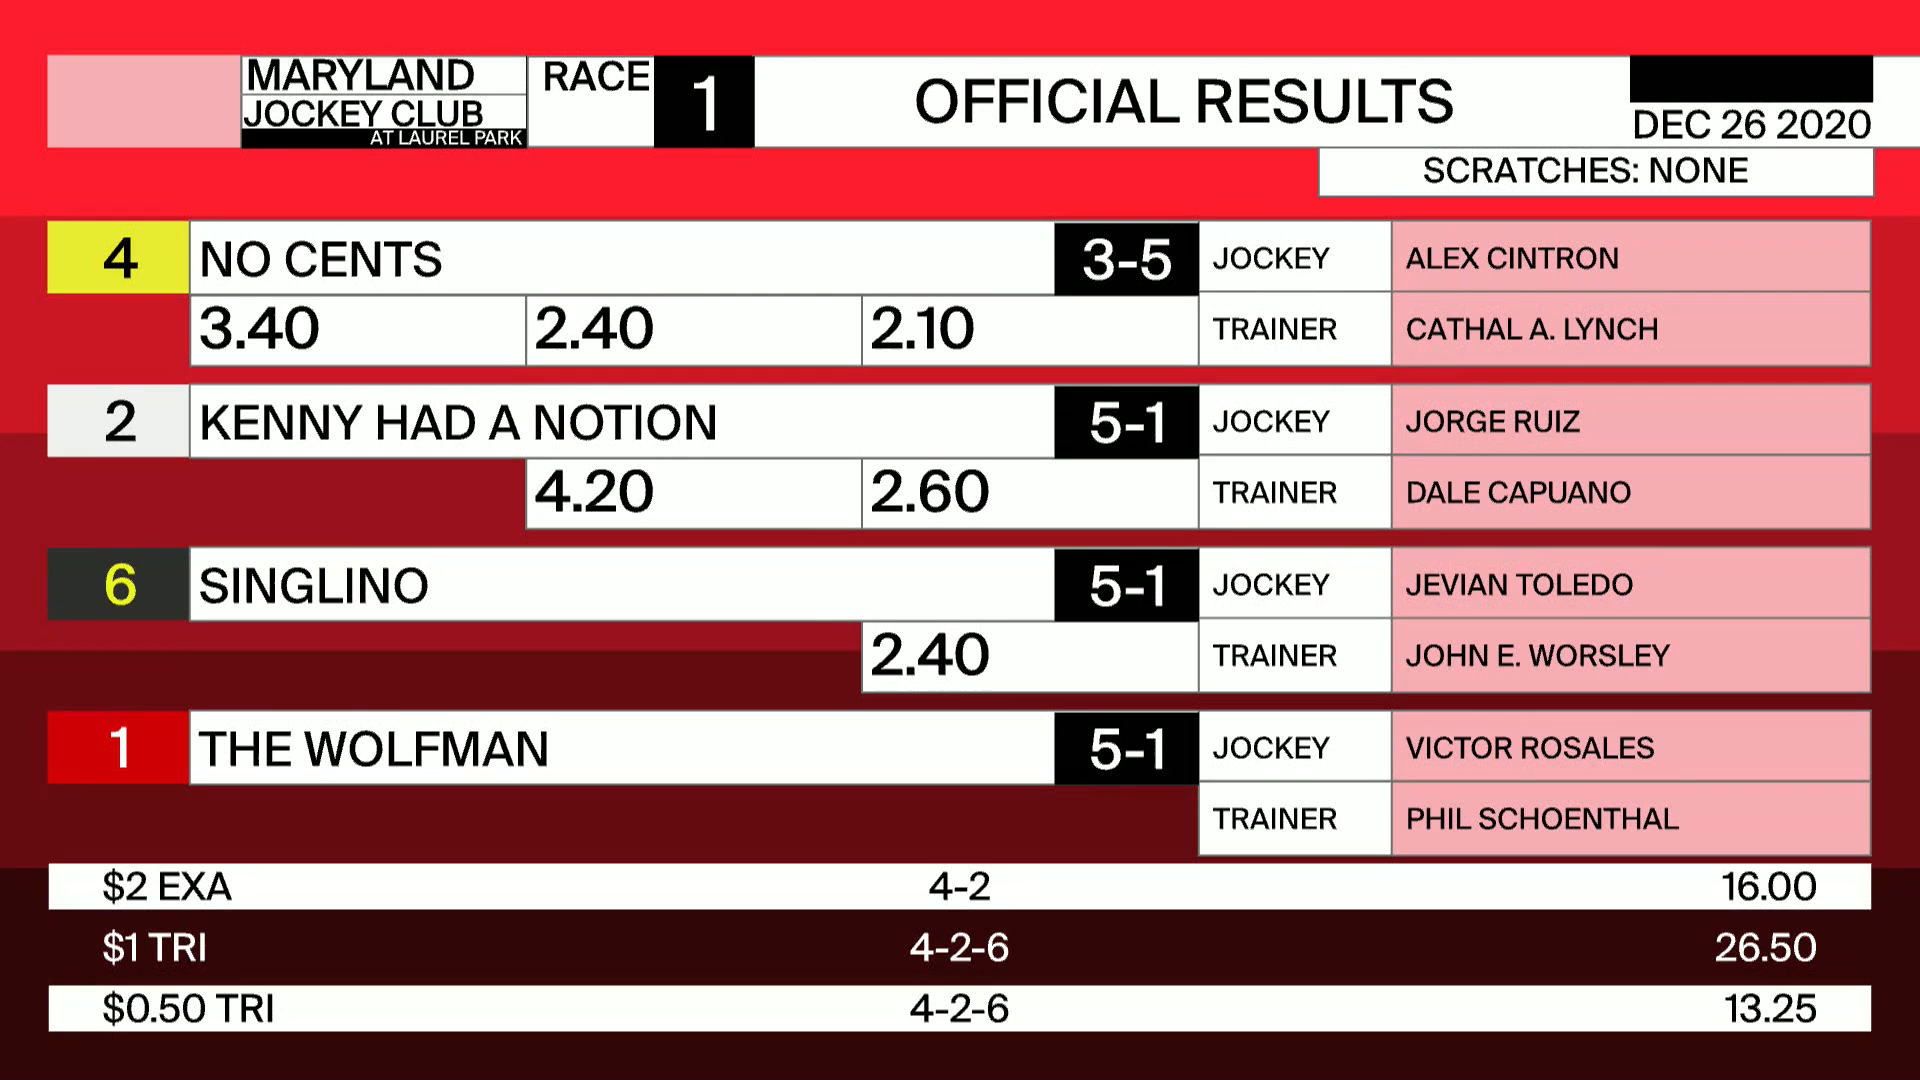 MARYLAND
JOCKEY CLUB
AT LAUREL PARK
RACE 1
OFFICIAL RESULTS
DEC 26 2020
SCRATCHES: NONE
4 NO CENTS 3-5 JOCKEY ALEX CINTRON
3.40 2.40 2.10 TRAINER CATHAL A. LYNCH
2 KENNY HAD A NOTION 5-1 JOCKEY JORGE RUIZ
4.20 2.60 TRAINER DALE CAPUANO
6 SINGLINO 5-1 JOCKEY JEVIAN TOLEDO
2.40 TRAINER JOHN E. WORSLEY
1 THE WOLFMAN 5-1 JOCKEY VICTOR ROSALES
TRAINER PHIL SCHOENTHAL
$2 EXA 4-2 16.00
$1 TRI 4-2-6 26.50
$0.50 TRI 4-2-6 13.25